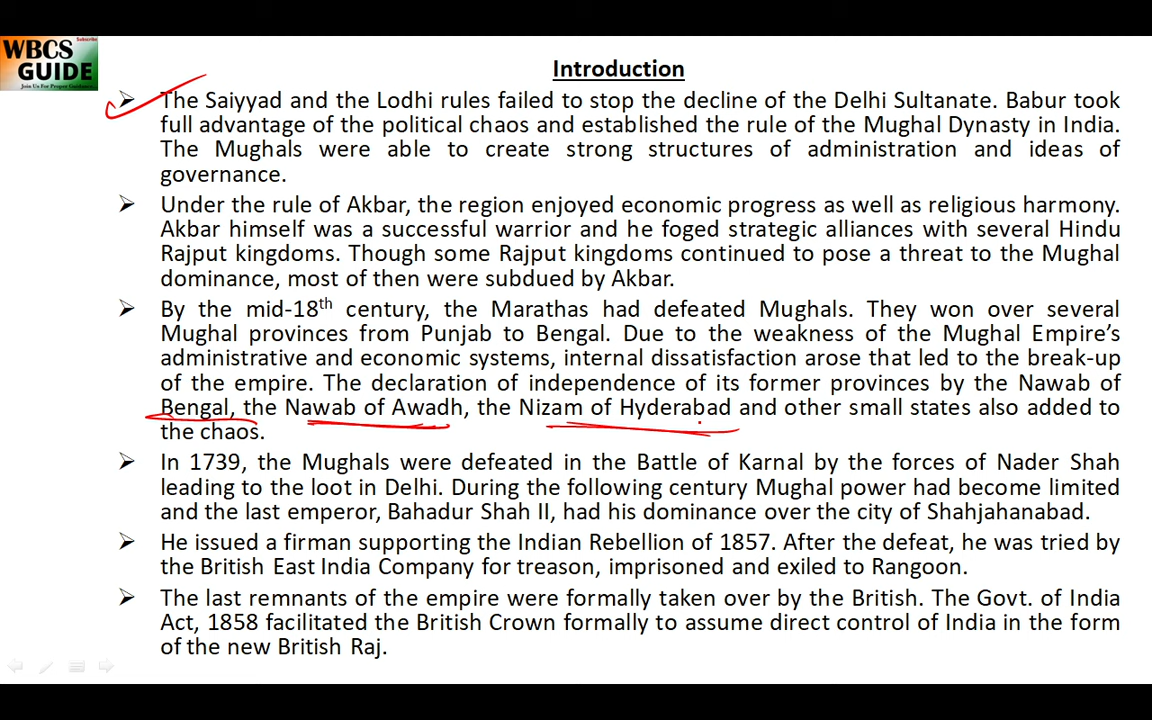 Subscribe
WBCS
GUIDE
Join Us For Proper Guidance
Introduction
➢ The Saiyyad and the Lodhi rules failed to stop the decline of the Delhi Sultanate. Babur took
full advantage of the political chaos and established the rule of the Mughal Dynasty in India.
The Mughals were able to create strong structures of administration and ideas of
governance.
➢ Under the rule of Akbar, the region enjoyed economic progress as well as religious harmony.
Akbar himself was a successful warrior and he foged strategic alliances with several Hindu
Rajput kingdoms. Though some Rajput kingdoms continued to pose a threat to the Mughal
dominance, most of then were subdued by Akbar.
➢ By the mid-18th century, the Marathas had defeated Mughals. They won over several
Mughal provinces from Punjab to Bengal. Due to the weakness of the Mughal Empire’s
administrative and economic systems, internal dissatisfaction arose that led to the break-up
of the empire. The declaration of independence of its former provinces by the Nawab of
Bengal, the Nawab of Awadh, the Nizam of Hyderabad and other small states also added to
the chaos.
➢ In 1739, the Mughals were defeated in the Battle of Karnal by the forces of Nader Shah
leading to the loot in Delhi. During the following century Mughal power had become limited
and the last emperor, Bahadur Shah II, had his dominance over the city of Shahjahanabad.
➢ He issued a firman supporting the Indian Rebellion of 1857. After the defeat, he was tried by
the British East India Company for treason, imprisoned and exiled to Rangoon.
➢ The last remnants of the empire were formally taken over by the British. The Govt. of India
Act, 1858 facilitated the British Crown formally to assume direct control of India in the form
of the new British Raj.